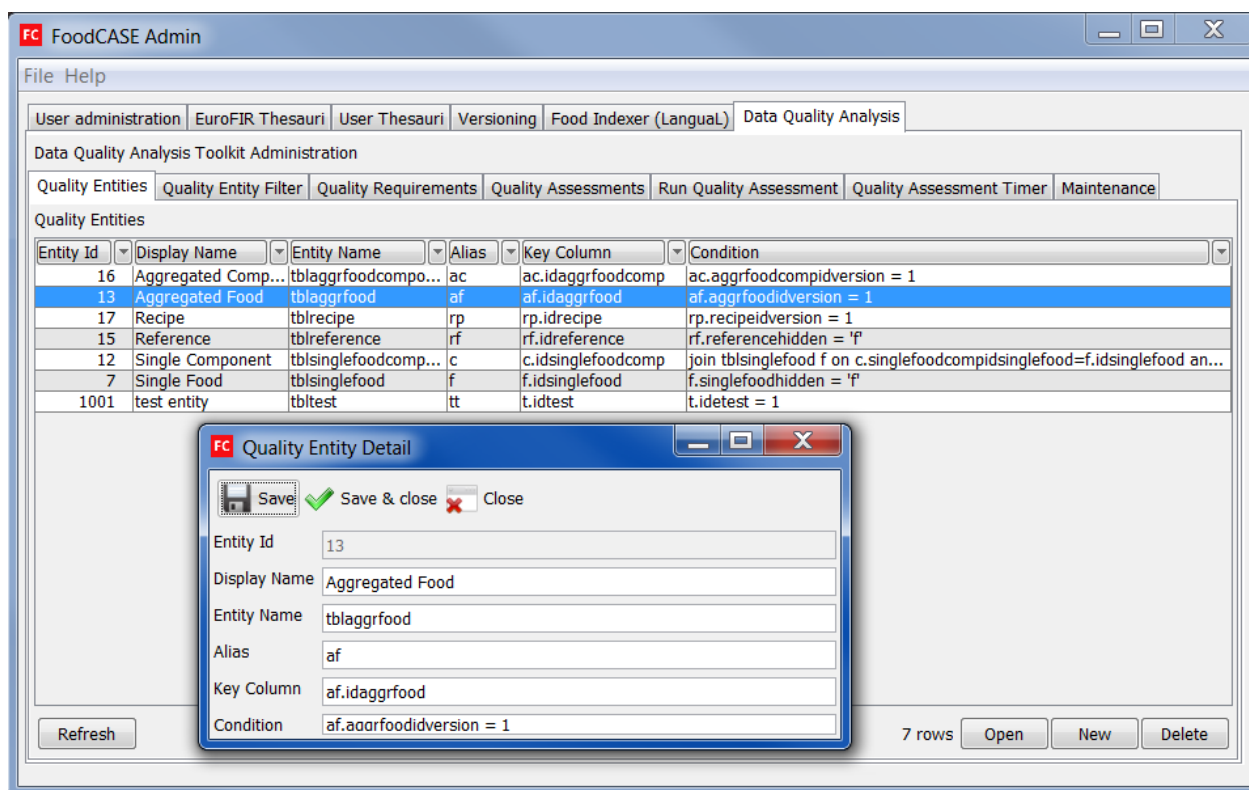 FC FoodCASE Admin
File Help
User administration EuroFIR Thesauri User Thesauri Versioning Food Indexer (LanguaL) Data Quality Analysis
Data Quality Analysis Toolkit Administration
Quality Entities Quality Entity Filter Quality Requirements Quality Assessments Run Quality Assessment Quality Assessment Timer Maintenance
Quality Entities
Entity Id Display Name Entity Name Alias Key Column Condition
16 Aggregated Comp... tblaggrfoodcompo... ac ac.idaggrfoodcomp ac.aggrfoodcompidversion = 1
13 Aggregated Food tblaggrfood af af.idaggrfood af.aggrfoodidversion = 1
17 Recipe tblrecipe rp rp.idrecipe rp.recipeidversion = 1
15 Reference tblreference rf rf.idreference rf.referencehidden = 'f'
12 Single Component tblsinglefoodcomp... c c.idsinglefoodcomp join tblsinglefood f on c.singlefoodcompidsinglefood=f.idsinglefood an...
7 Single Food tblsinglefood f f.idsinglefood f.singlefoodhidden = 'f'
1001 test entity tbltest tt t.idtest t.idetest = 1
FC Quality Entity Detail
Save Save & close Close
Entity Id 13
Display Name Aggregated Food
Entity Name tblaggrfood
Alias af
Key Column af.idaggrfood
Condition af.aggrfoodidversion = 1
Refresh 7 rows Open New Delete